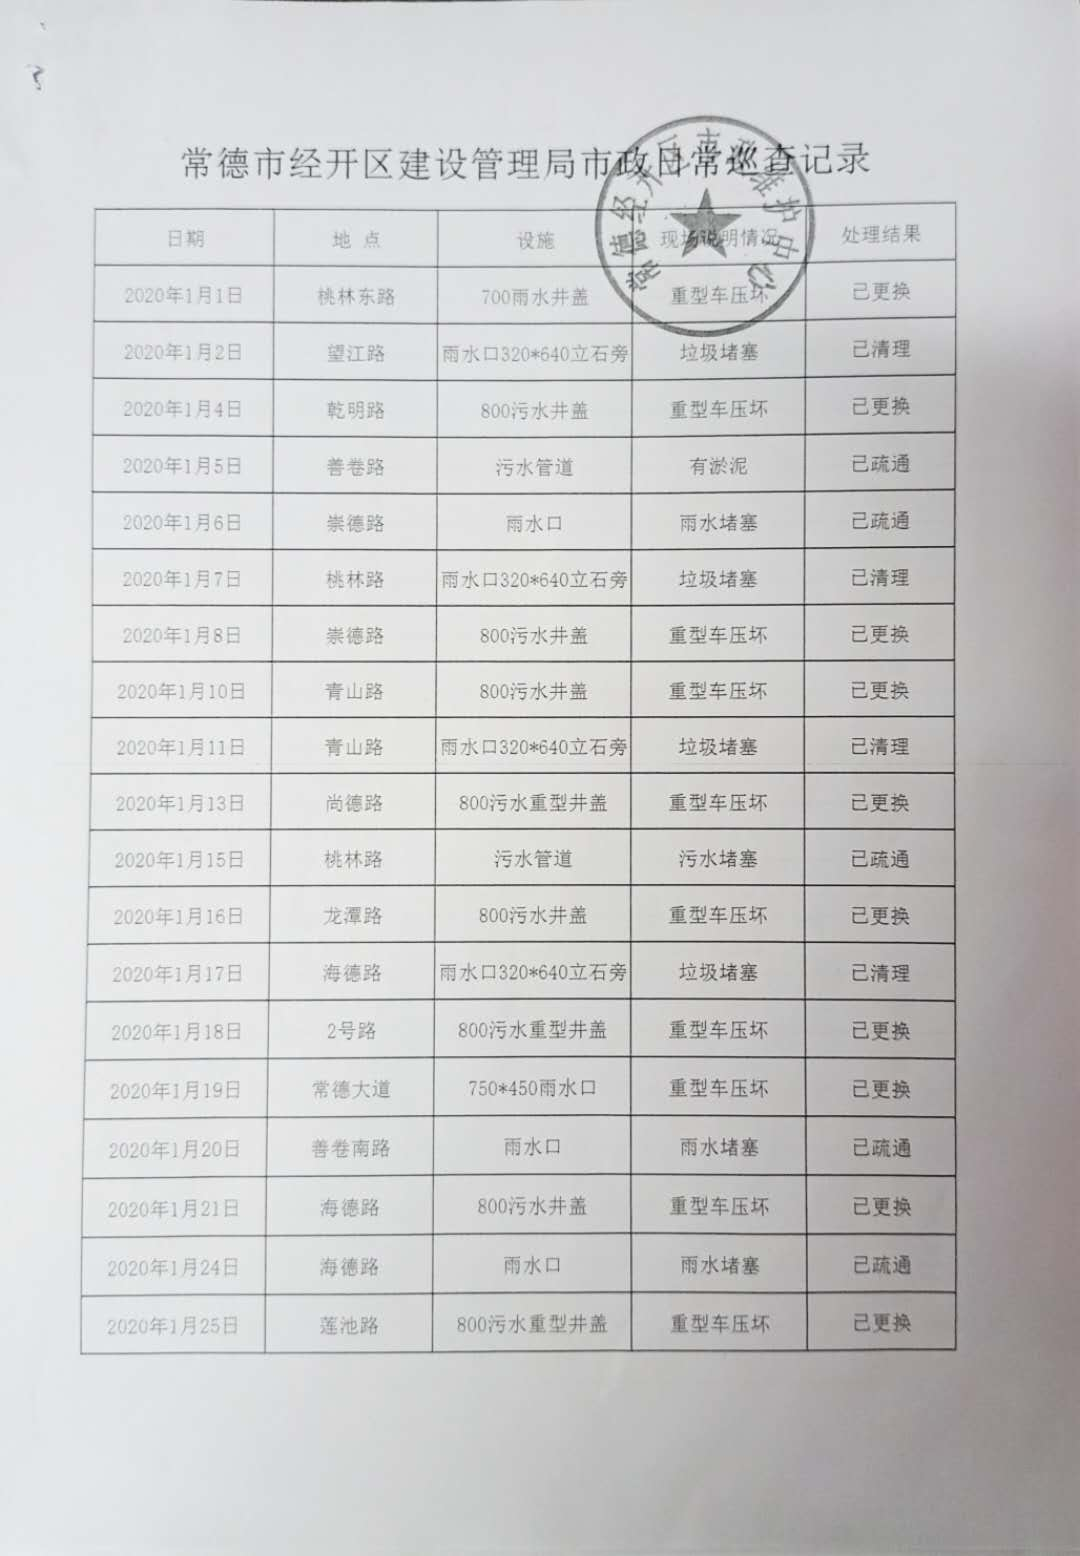 常德市经开区建设管理局市政日常巡查记录
日期 地 点 设施 现场说明情况 处理结果
2020年1月1日 桃林东路 700雨水井盖 重型车压坏 已更换
2020年1月2日 望江路 雨水口320*640立石旁 垃圾堵塞 已清理
2020年1月4日 乾明路 800污水井盖 重型车压坏 已更换
2020年1月5日 善卷路 污水管道 有淤泥 已疏通
2020年1月6日 崇德路 雨水口 雨水堵塞 已疏通
2020年1月7日 桃林路 雨水口320*640立石旁 垃圾堵塞 已清理
2020年1月8日 崇德路 800污水井盖 重型车压坏 已更换
2020年1月10日 青山路 800污水井盖 重型车压坏 已更换
2020年1月11日 青山路 雨水口320*640立石旁 垃圾堵塞 已清理
2020年1月13日 尚德路 800污水重型井盖 重型车压坏 已更换
2020年1月15日 桃林路 污水管道 污水堵塞 已疏通
2020年1月16日 龙潭路 800污水井盖 重型车压坏 已更换
2020年1月17日 海德路 雨水口320*640立石旁 垃圾堵塞 已清理
2020年1月18日 2号路 800污水重型井盖 重型车压坏 已更换
2020年1月19日 常德大道 750*450雨水口 重型车压坏 已更换
2020年1月20日 善卷南路 雨水口 雨水堵塞 已疏通
2020年1月21日 海德路 800污水井盖 重型车压坏 已更换
2020年1月24日 海德路 雨水口 雨水堵塞 已疏通
2020年1月25日 莲池路 800污水重型井盖 重型车压坏 已更换